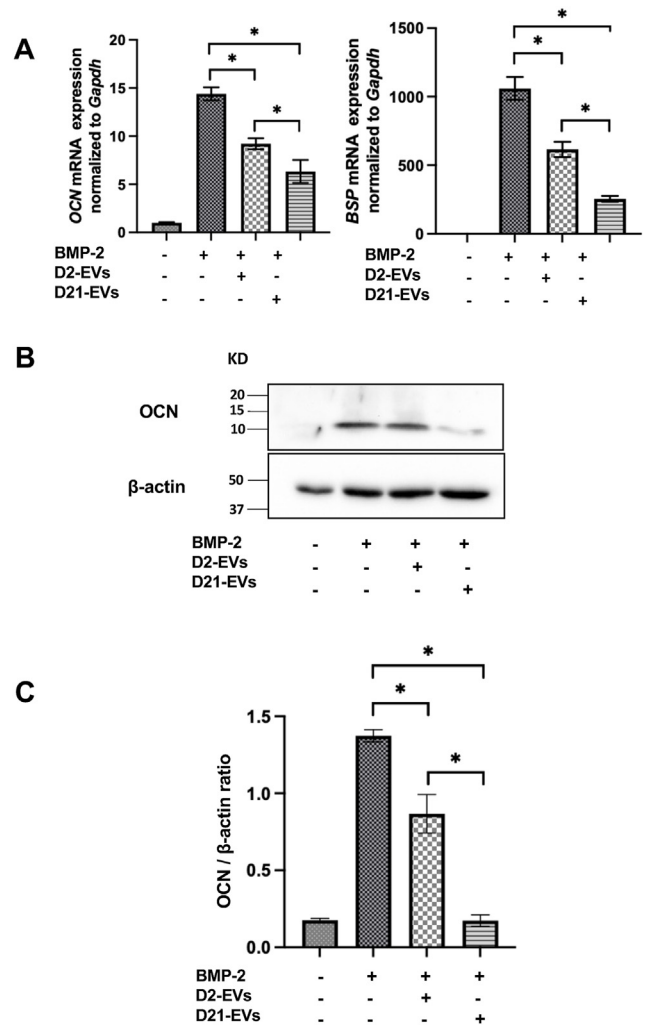 A
OCN mRNA expression
normalized to Gapdh
20
15
10
5
0
* * *
BMP-2 - + + +
D2-EVs - - + -
D21-EVs - - - +
BSP mRNA expression
normalized to Gapdh
1500
1000
500
0
* * *
BMP-2 - + + +
D2-EVs - - + -
D21-EVs - - - +
B
KD
OCN
20
15
10
β-actin
50
37
BMP-2 - + + +
D2-EVs - - + -
D21-EVs - - - +
C
OCN / β-actin ratio
1.5
1.0
0.5
0.0
* * *
BMP-2 - + + +
D2-EVs - - + -
D21-EVs - - - +